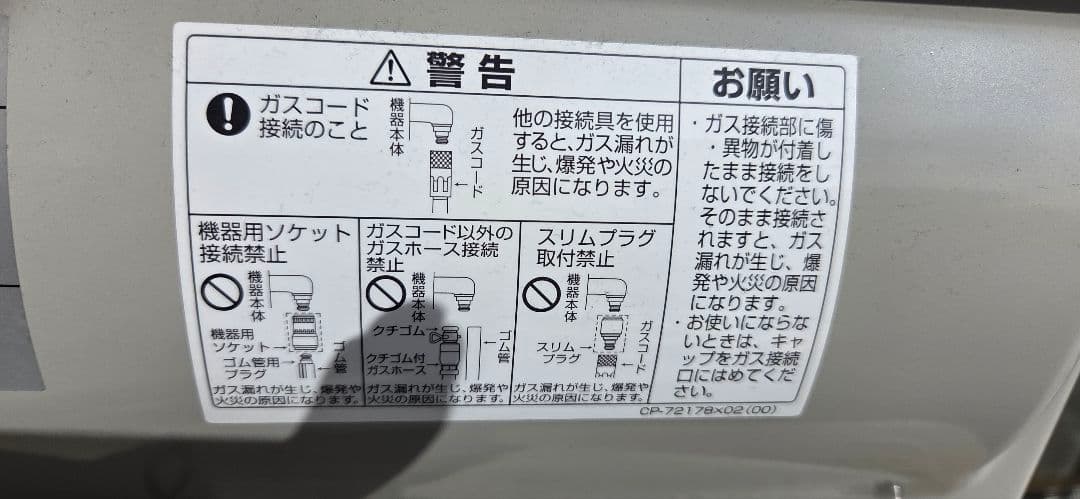 警告
ガスコード
接続のこと
機器本体
ガスコード
他の接続具を使用
すると、ガス漏れが
生じ、爆発や火災の
原因になります。
機器用ソケット
接続禁止
機器本体
機器用
ソケット
ゴム管用
プラグ
ゴム管
ガス漏れが生じ、爆発や
火災の原因になります。
ガスコード以外の
ガスホース接続
禁止
機器本体
クチゴム
クチゴム付
ガスホース
ゴム管
ガス漏れが生じ、爆発や
火災の原因になります。
スリムプラグ
取付禁止
機器本体
スリム
プラグ
ガスコード
ガス漏れが生じ、爆発や
火災の原因になります。
お願い
・ガス接続部に傷
・異物が付着し
たまま接続をし
ないでください。
そのまま接続さ
れますと、ガス
漏れが生じ、爆
発や火災の原因
になります。
・お使いにならな
いときは、キャ
ップをガス接続
口にはめてくだ
さい。
CP-72178×02(00)